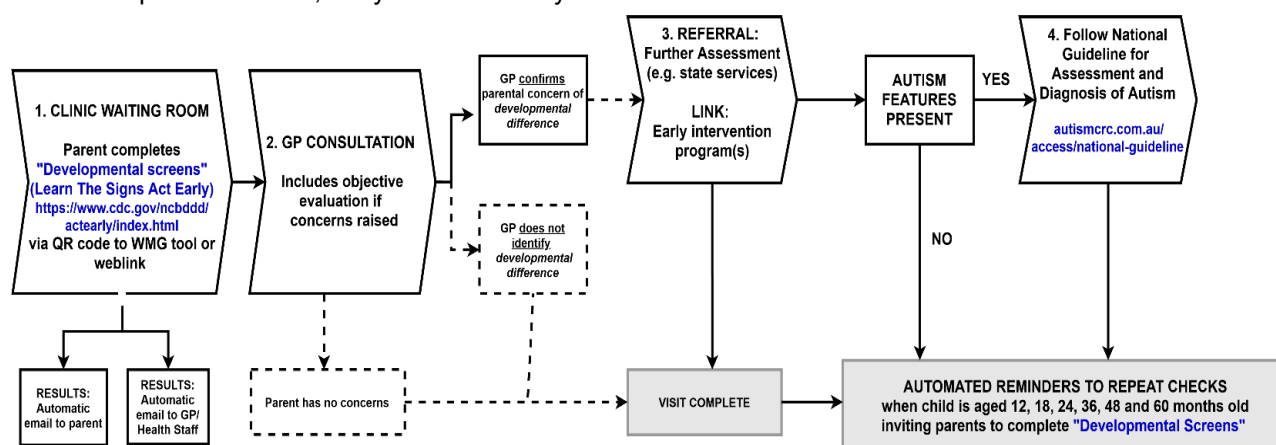 1. CLINIC WAITING ROOM
Parent completes
"Developmental screens"
(Learn The Signs Act Early)
https://www.cdc.gov/ncbddd/
actearly/index.html
via QR code to WMG tool or
weblink
RESULTS:
Automatic
email to parent
RESULTS:
Automatic
email to GP/
Health Staff
2. GP CONSULTATION
Includes objective
evaluation if
concerns raised
Parent has no concerns
GP confirms
parental concern of
developmental
difference
GP does not
identify
developmental
difference
3. REFERRAL:
Further Assessment
(e.g. state services)
LINK:
Early intervention
program(s)
VISIT COMPLETE
AUTISM
FEATURES
PRESENT
YES
NO
4. Follow National
Guideline for
Assessment and
Diagnosis of Autism
autismcrc.com.au/
access/national-guideline
AUTOMATED REMINDERS TO REPEAT CHECKS
when child is aged 12, 18, 24, 36, 48 and 60 months old
inviting parents to complete "Developmental Screens"